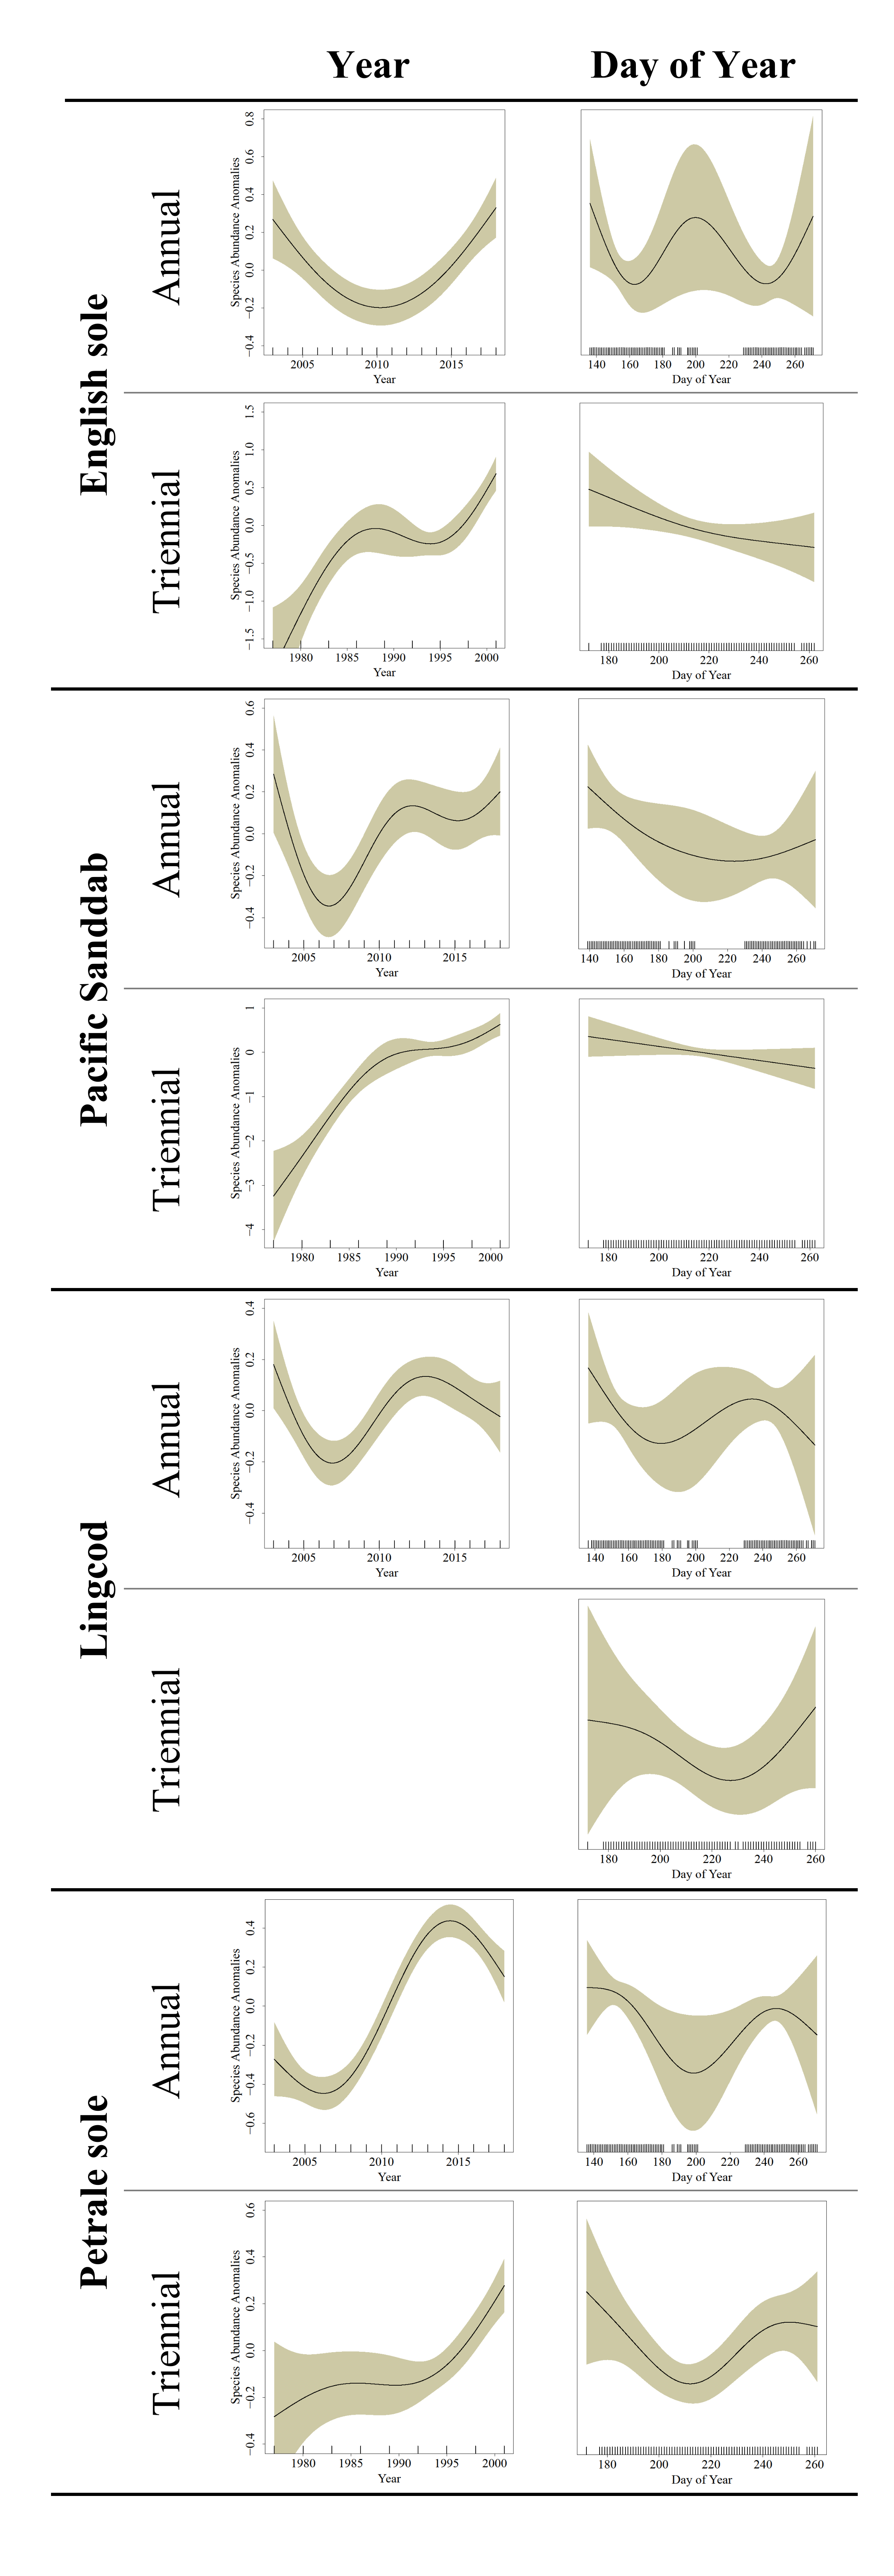 Year Day of Year
English sole
Annual
Species Abundance Anomalies
0.8
0.6
0.4
0.2
0.0
−0.2
−0.4
2005 2010 2015
Year
140 160 180 200 220 240 260
Day of Year
Triennial
Species Abundance Anomalies
1.5
1.0
0.5
0.0
−0.5
−1.0
−1.5
1980 1985 1990 1995 2000
Year
180 200 220 240 260
Day of Year
Pacific Sanddab
Annual
Species Abundance Anomalies
0.6
0.4
0.2
0.0
−0.2
−0.4
2005 2010 2015
Year
140 160 180 200 220 240 260
Day of Year
Triennial
Species Abundance Anomalies
1
0
−1
−2
−3
−4
1980 1985 1990 1995 2000
Year
180 200 220 240 260
Day of Year
Lingcod
Annual
Species Abundance Anomalies
0.4
0.2
0.0
−0.2
−0.4
2005 2010 2015
Year
140 160 180 200 220 240 260
Day of Year
Triennial
180 200 220 240 260
Day of Year
Petrale sole
Annual
Species Abundance Anomalies
0.4
0.2
0.0
−0.2
−0.4
−0.6
2005 2010 2015
Year
140 160 180 200 220 240 260
Day of Year
Triennial
Species Abundance Anomalies
0.6
0.4
0.2
0.0
−0.2
−0.4
1980 1985 1990 1995 2000
Year
180 200 220 240 260
Day of Year